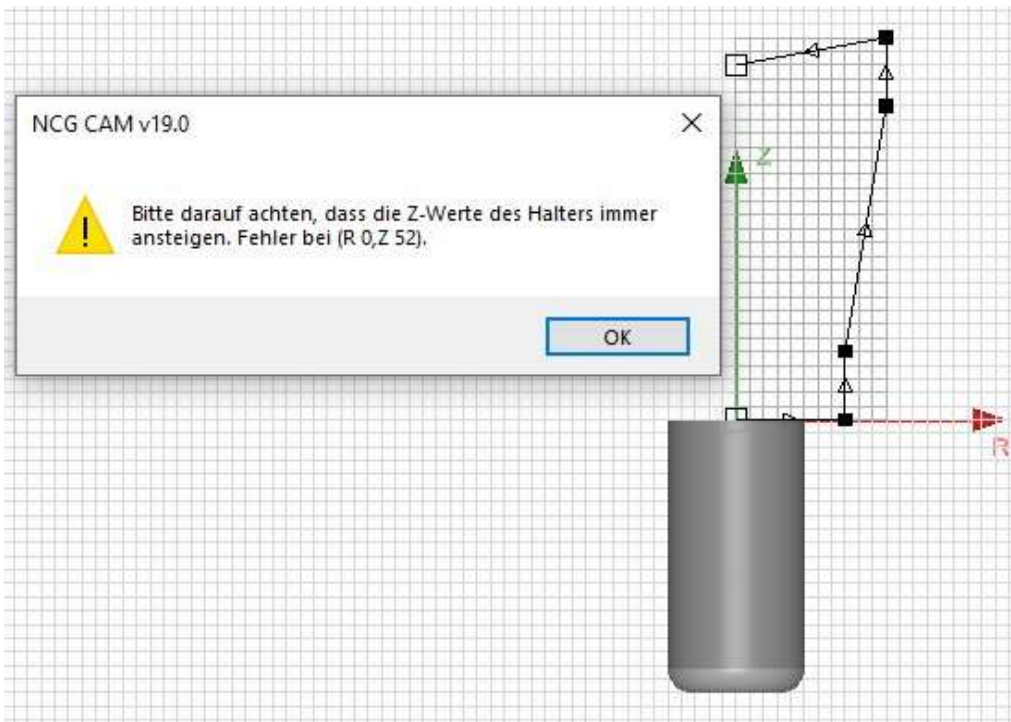 NCG CAM v19.0
Bitte darauf achten, dass die Z-Werte des Halters immer
ansteigen. Fehler bei (R 0,Z 52).
OK
Z
R